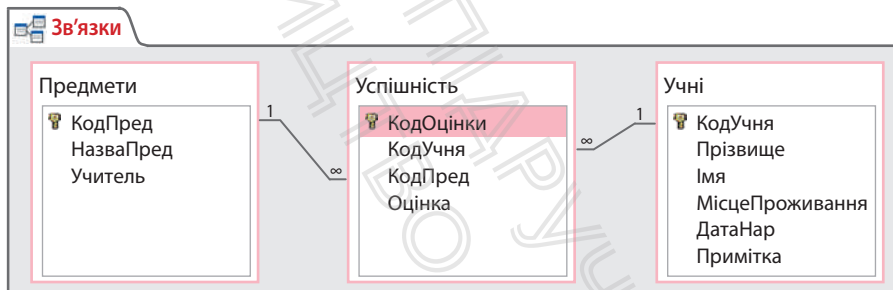 Зв’язки
Предмети
КодПред
НазваПред
Учитель
1
∞
Успішність
КодОцінки
КодУчня
КодПред
Оцінка
∞
1
Учні
КодУчня
Прізвище
Імя
МісцеПроживання
ДатаНар
Примітка